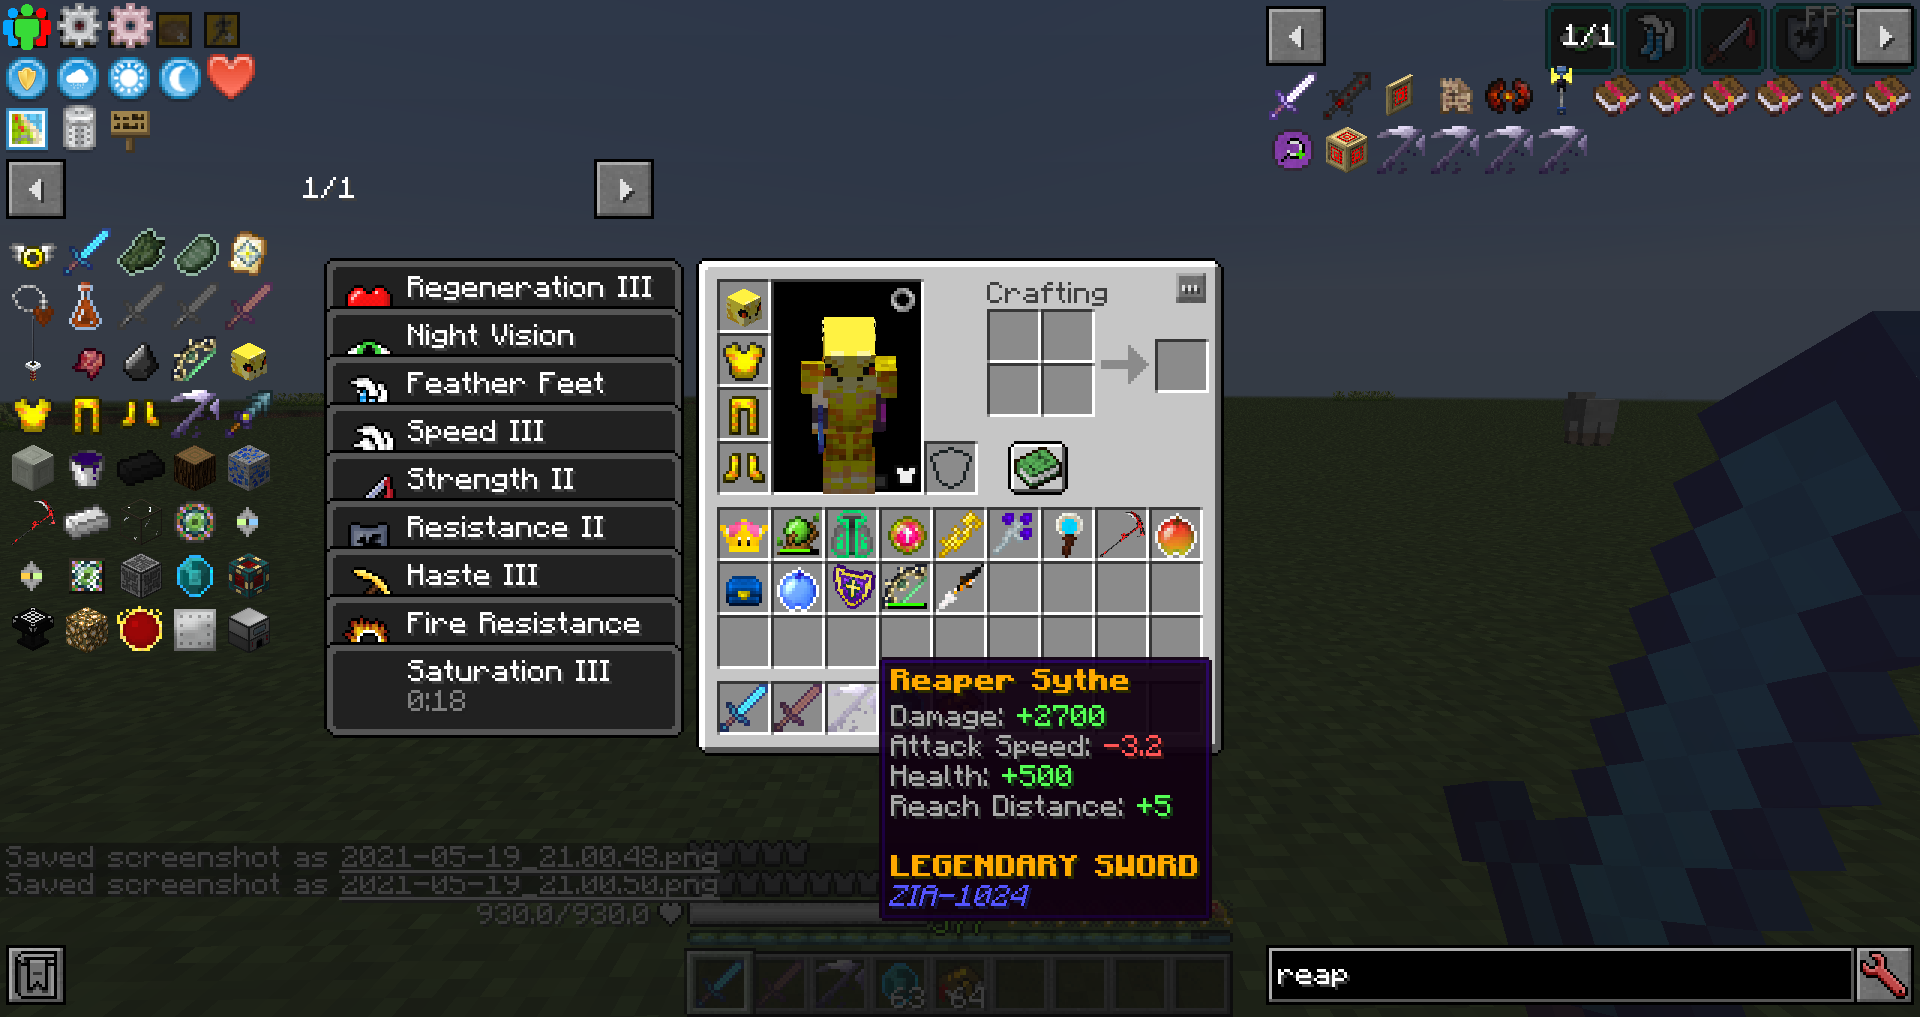 FPS
1/1
1/1
Regeneration III
Night Vision
Feather Feet
Speed III
Strength II
Resistance II
Haste III
Fire Resistance
Saturation III
0:18
Crafting
Reaper Sythe
Damage: +2700
Attack Speed: -3.2
Health: +500
Reach Distance: +5
LEGENDARY SWORD
ZIA-1024
Saved screenshot as 2021-05-19_21.00.48.png
Saved screenshot as 2021-05-19_21.00.50.png
930.0/930.0
63
64
reap